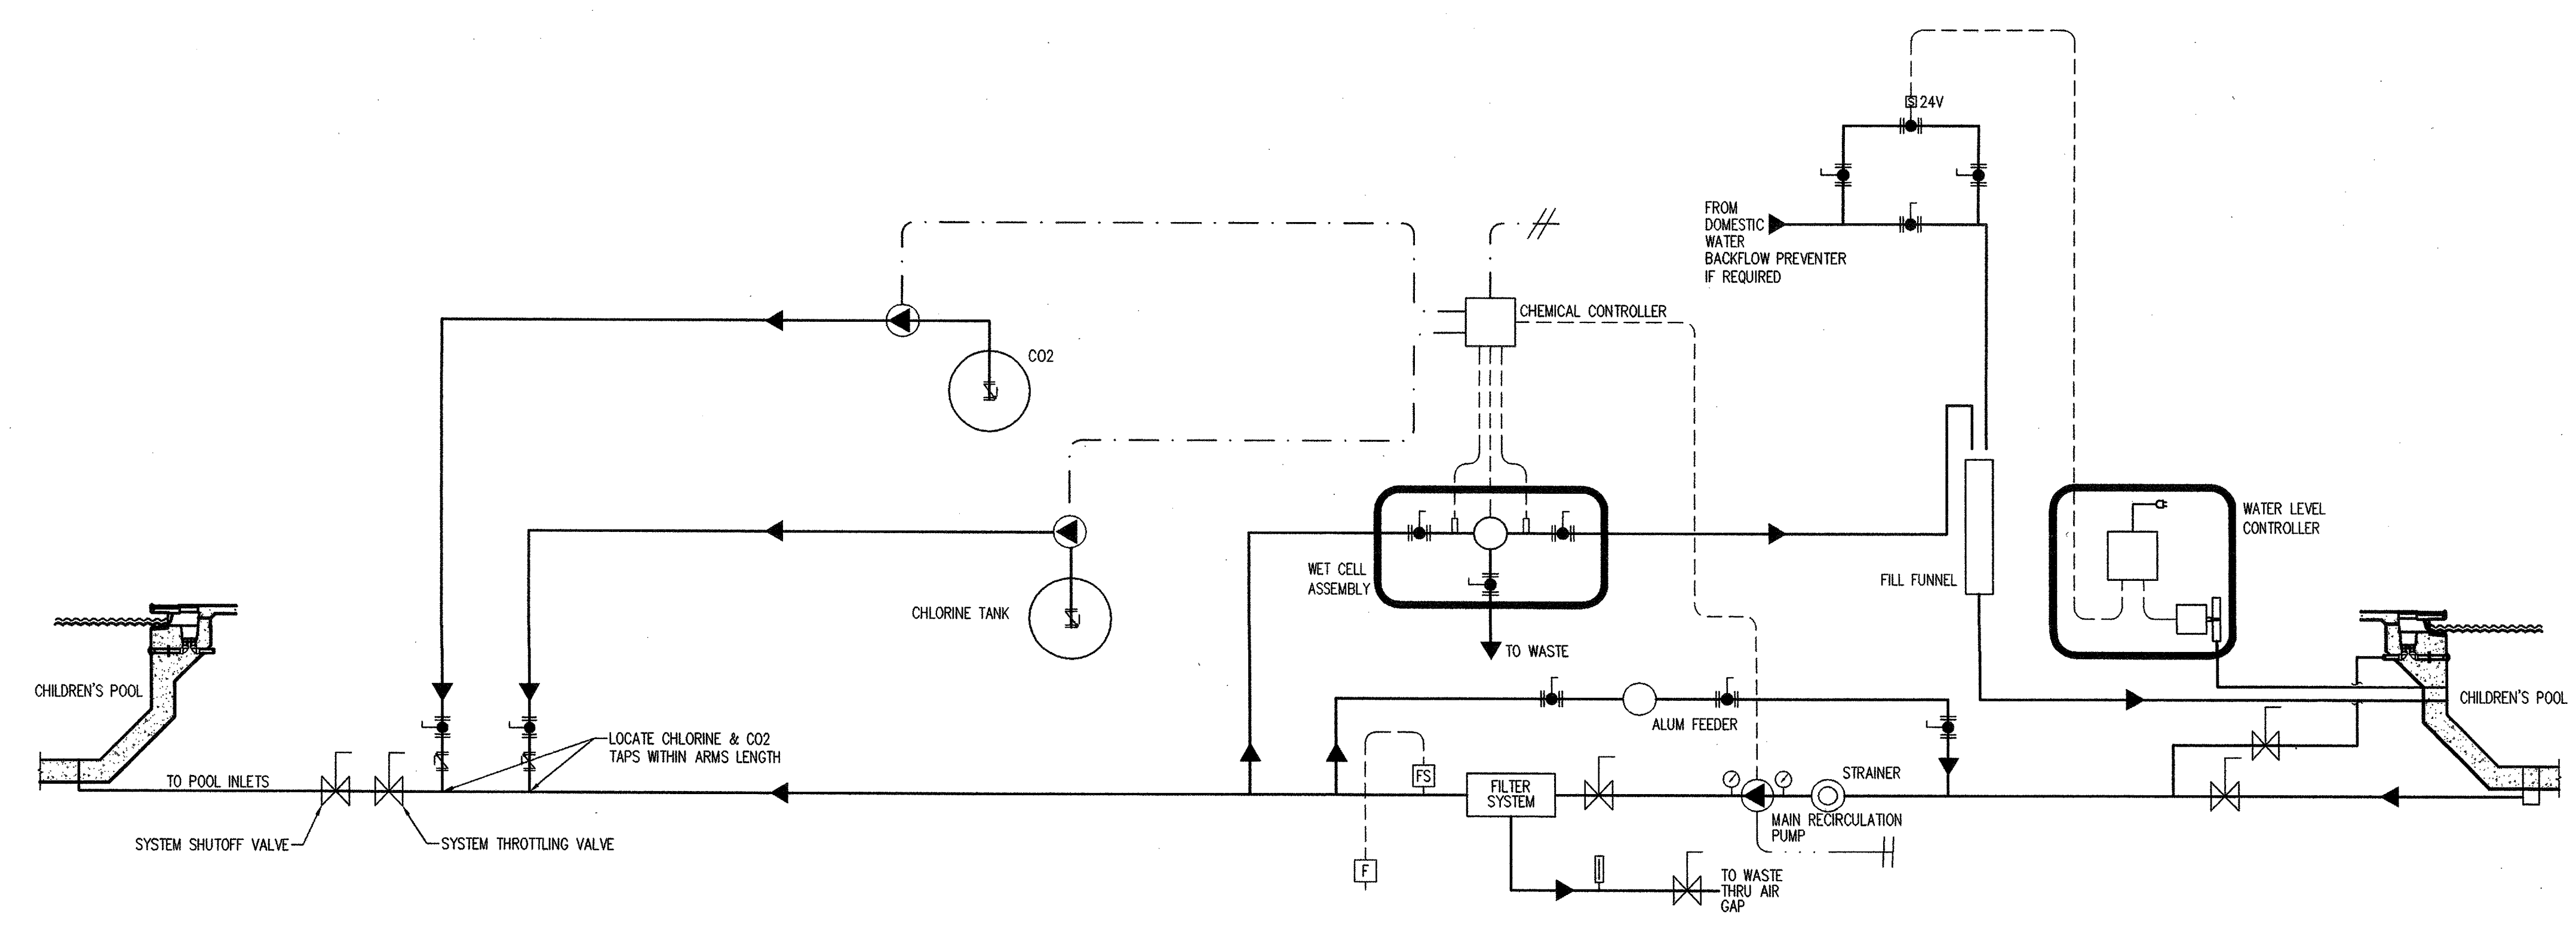 S 24V
FROM
DOMESTIC
WATER
BACKFLOW PREVENTER
IF REQUIRED
CHEMICAL CONTROLLER
CO2
WATER LEVEL
CONTROLLER
WET CELL
ASSEMBLY
FILL FUNNEL
CHLORINE TANK
TO WASTE
CHILDREN'S POOL
CHILDREN'S POOL
ALUM FEEDER
LOCATE CHLORINE & CO2
TAPS WITHIN ARMS LENGTH
TO POOL INLETS
FS
FILTER
SYSTEM
STRAINER
MAIN RECIRCULATION
PUMP
SYSTEM SHUTOFF VALVE
SYSTEM THROTTLING VALVE
F
TO WASTE
THRU AIR
GAP